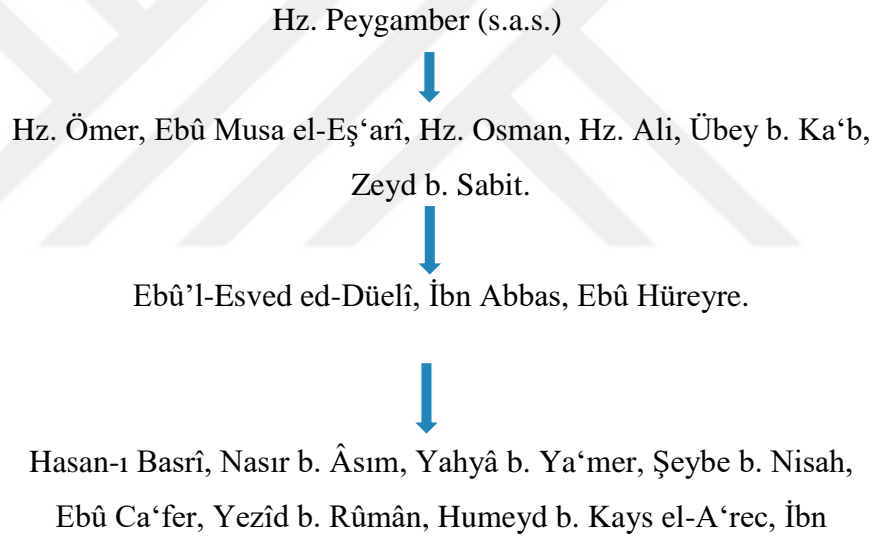 Hz. Peygamber (s.a.s.)
Hz. Ömer, Ebû Musa el-Eş‘arî, Hz. Osman, Hz. Ali, Übey b. Ka‘b,
Zeyd b. Sabit.
Ebû’l-Esved ed-Düelî, İbn Abbas, Ebû Hüreyre.
Hasan-ı Basrî, Nasır b. Âsım, Yahyâ b. Ya‘mer, Şeybe b. Nisah,
Ebû Ca‘fer, Yezîd b. Rûmân, Humeyd b. Kays el-A‘rec, İbn